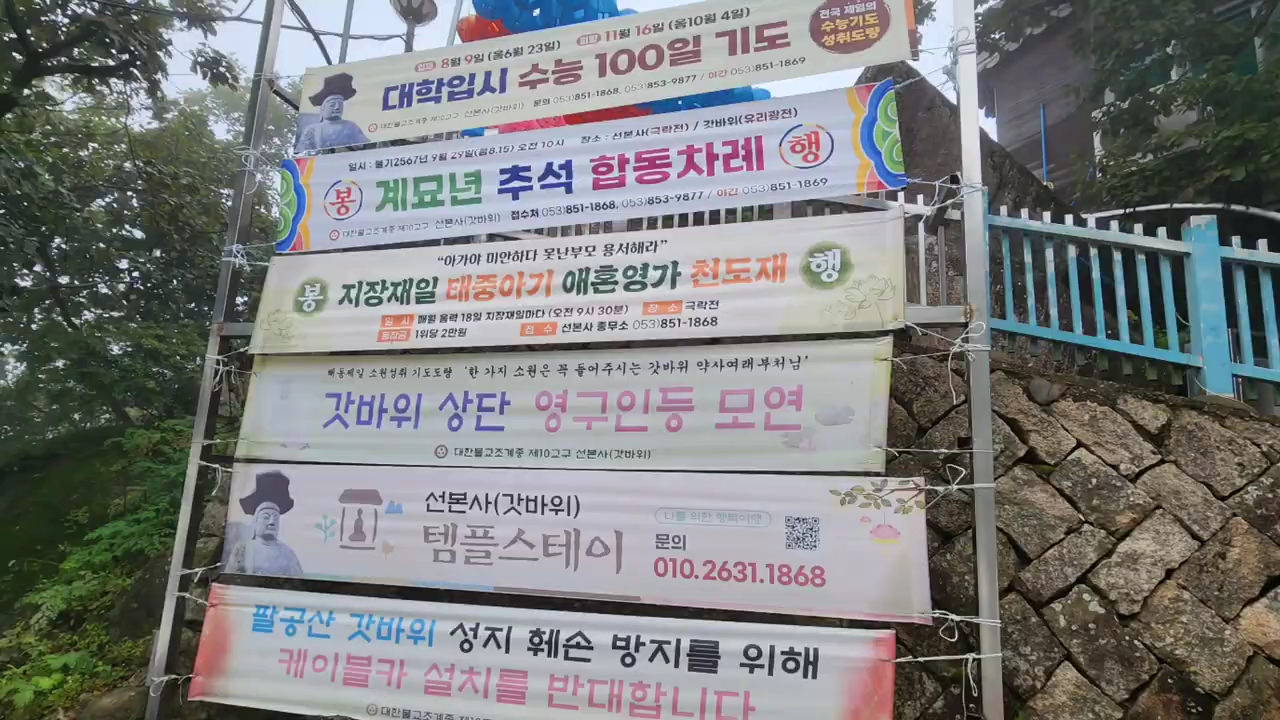 입재 8월 9일 (음6월 23일) 회향 11월 16일 (음10월 4일)
대학입시 수능 100일 기도
전국 제일의
수능기도
성취도량
대한불교조계종 제10교구 선본사(갓바위) 문의 053)851-1868, 053)853-9877 / 야간 053)851-1869
일시 : 불기2567년 9월 29일(음8.15) 오전 10시 장소 : 선본사(극락전) / 갓바위(유리광전)
봉 계묘년 추석 합동차례 행
대한불교조계종 제10교구 선본사(갓바위) 접수처 053)851-1868, 053)853-9877 / 야간 053)851-1869
“아가야 미안하다 못난부모 용서해라”
봉 지장재일 태중아기 애혼영가 천도재 행
일 시 매월 음력 18일 지장재일마다 (오전 9시 30분) 장 소 극락전
동참금 1위당 2만원 접 수 선본사 종무소 053)851-1868
해동제일 소원성취 기도도량 '한 가지 소원은 꼭 들어주시는 갓바위 약사여래부처님'
갓바위 상단 영구인등 모연
대한불교조계종 제10교구 선본사(갓바위)
선본사(갓바위)
템플스테이
나를 위한 행복여행
문의
010.2631.1868
팔공산 갓바위 성지 훼손 방지를 위해
케이블카 설치를 반대합니다
대한불교조계종 제10